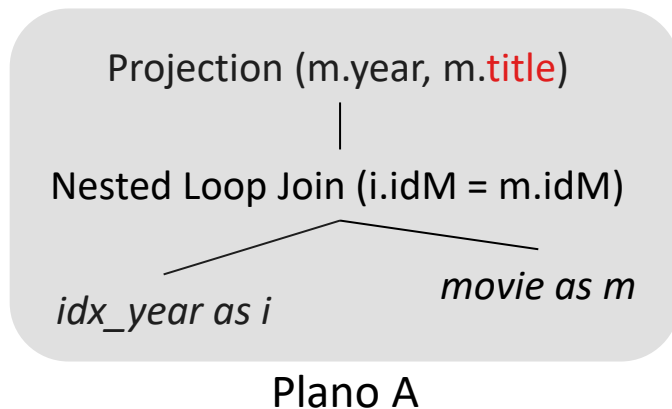 Projection (m.year, m.title)
Nested Loop Join (i.idM = m.idM)
idx_year as i
movie as m
Plano A